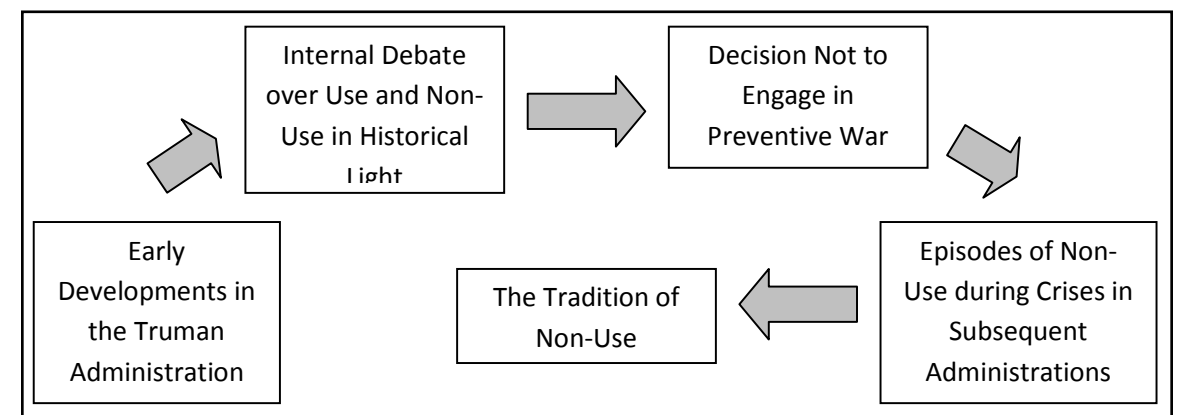 Early
Developments in
the Truman
Administration
Internal Debate
over Use and Non-
Use in Historical
Light
Decision Not to
Engage in
Preventive War
Episodes of Non-
Use during Crises in
Subsequent
Administrations
The Tradition of
Non-Use